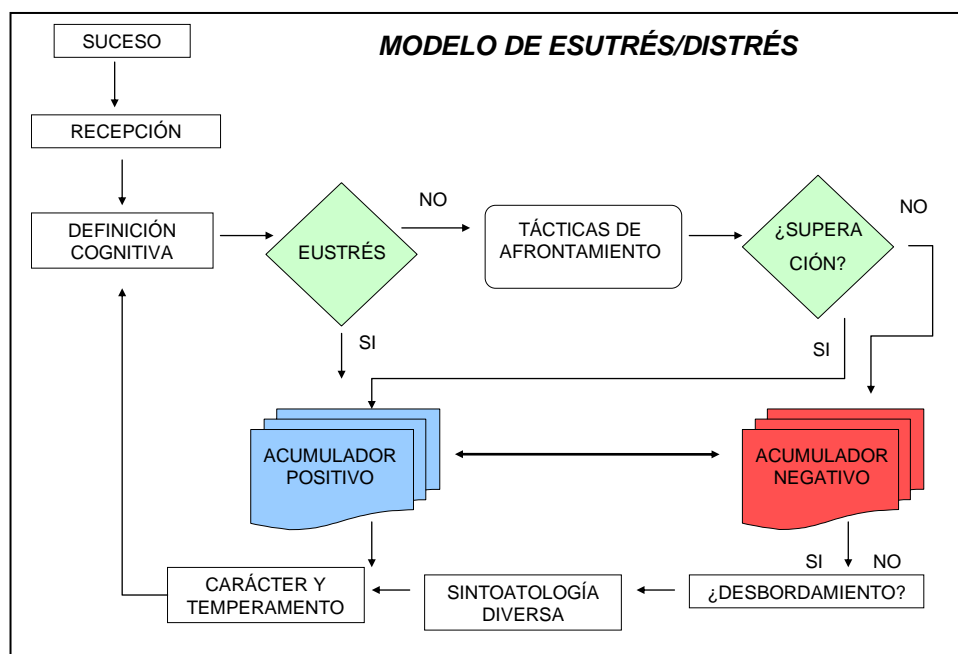 SUCESO
MODELO DE ESUTRÉS/DISTRÉS
RECEPCIÓN
DEFINICIÓN
COGNITIVA
EUSTRÉS
NO
TÁCTICAS DE
AFRONTAMIENTO
¿SUPERA
CIÓN?
NO
SI
SI
ACUMULADOR
POSITIVO
ACUMULADOR
NEGATIVO
SI
NO
CARÁCTER Y
TEMPERAMENTO
SINTOATOLOGÍA
DIVERSA
¿DESBORDAMIENTO?